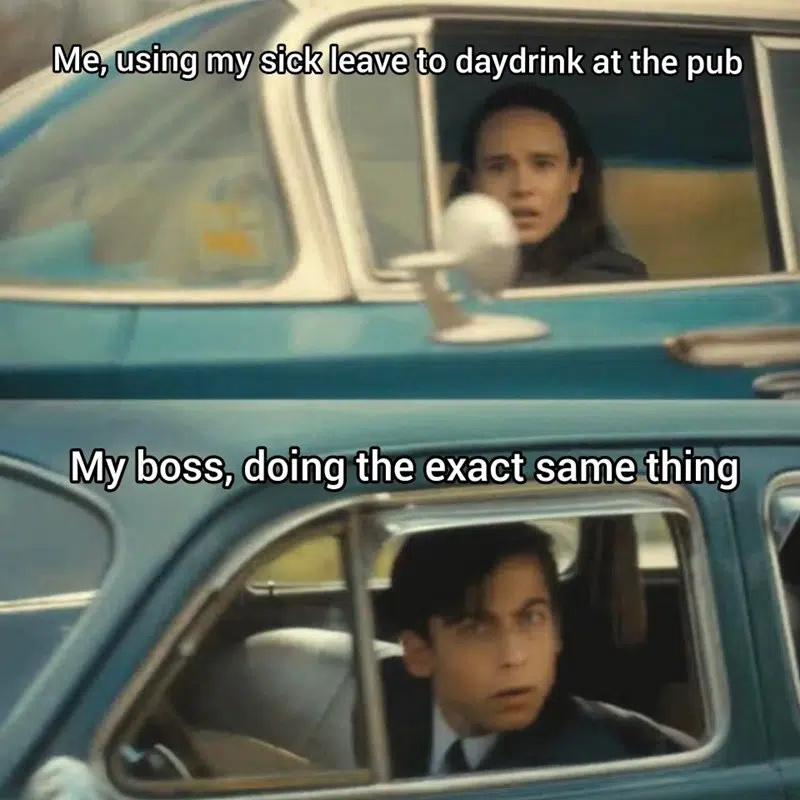 Me, using my sick leave to daydrink at the pub
My boss, doing the exact same thing